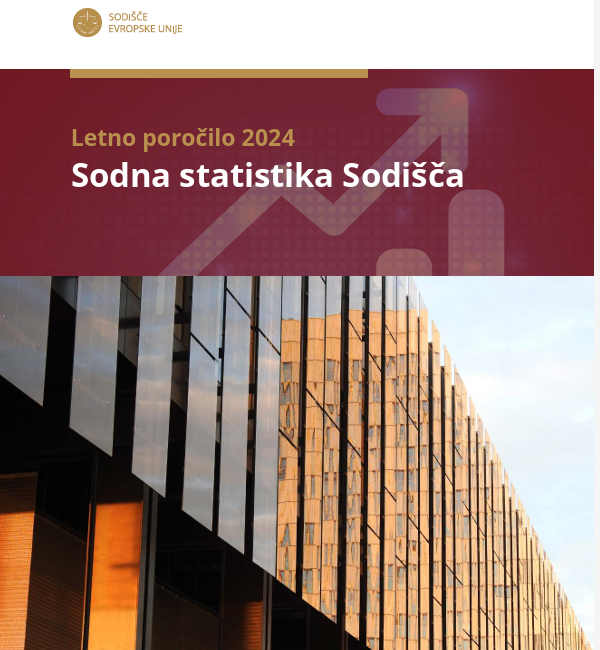 SODIŠČE
EVROPSKE UNIJE
Letno poročilo 2024
Sodna statistika Sodišča